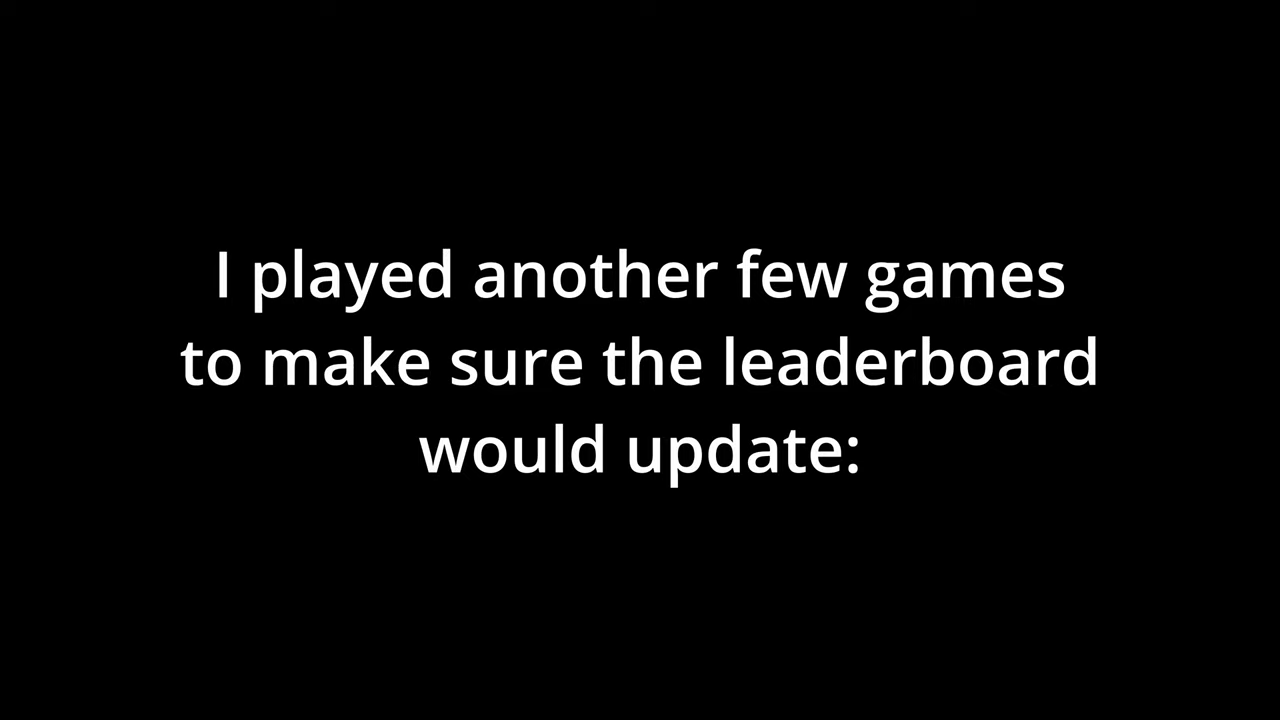 I played another few games
to make sure the leaderboard
would update: